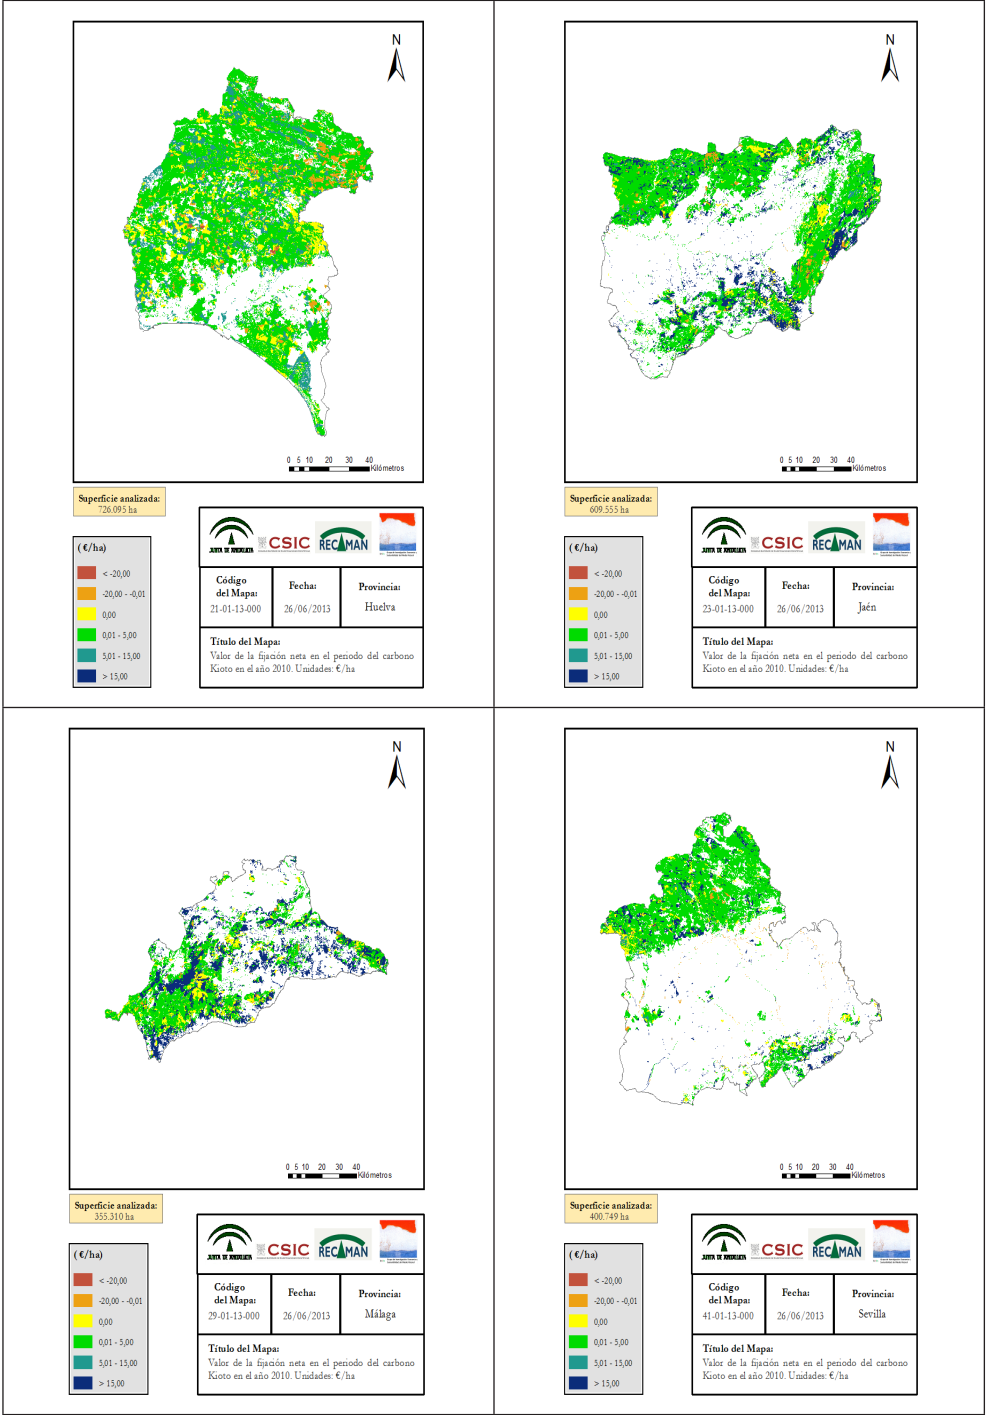 N
0 5 10 20 30 40
Kilómetros
Superficie analizada:
726.095 ha
(€/ha)
< -20,00
-20,00 - -0,01
0,00
0,01 - 5,00
5,01 - 15,00
> 15,00
JUNTA DE ANDALUCIA
CSIC
RECAMAN
Código
del Mapa:
21-01-13-000
Fecha:
26/06/2013
Provincia:
Huelva
Título del Mapa:
Valor de la fijación neta en el periodo del carbono
Kioto en el año 2010. Unidades: €/ha
N
0 5 10 20 30 40
Kilómetros
Superficie analizada:
609.555 ha
(€/ha)
< -20,00
-20,00 - -0,01
0,00
0,01 - 5,00
5,01 - 15,00
> 15,00
JUNTA DE ANDALUCIA
CSIC
RECAMAN
Código
del Mapa:
23-01-13-000
Fecha:
26/06/2013
Provincia:
Jaén
Título del Mapa:
Valor de la fijación neta en el periodo del carbono
Kioto en el año 2010. Unidades: €/ha
N
0 5 10 20 30 40
Kilómetros
Superficie analizada:
355.310 ha
(€/ha)
< -20,00
-20,00 - -0,01
0,00
0,01 - 5,00
5,01 - 15,00
> 15,00
JUNTA DE ANDALUCIA
CSIC
RECAMAN
Código
del Mapa:
29-01-13-000
Fecha:
26/06/2013
Provincia:
Málaga
Título del Mapa:
Valor de la fijación neta en el periodo del carbono
Kioto en el año 2010. Unidades: €/ha
N
0 5 10 20 30 40
Kilómetros
Superficie analizada:
400.749 ha
(€/ha)
< -20,00
-20,00 - -0,01
0,00
0,01 - 5,00
5,01 - 15,00
> 15,00
JUNTA DE ANDALUCIA
CSIC
RECAMAN
Código
del Mapa:
41-01-13-000
Fecha:
26/06/2013
Provincia:
Sevilla
Título del Mapa:
Valor de la fijación neta en el periodo del carbono
Kioto en el año 2010. Unidades: €/ha